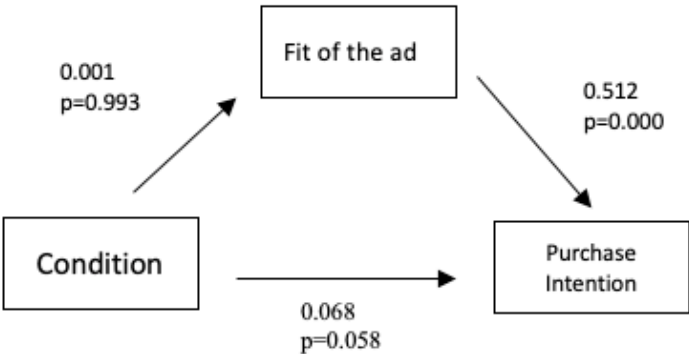 Fit of the ad
0.001
p=0.993
0.512
p=0.000
Condition
Purchase
Intention
0.068
p=0.058